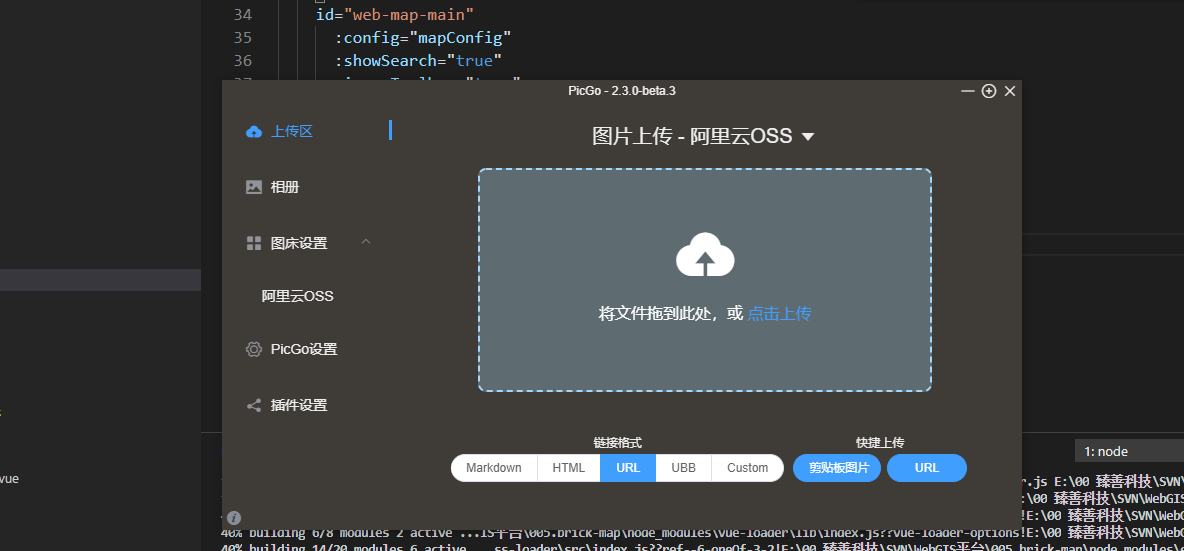 34 id="web-map-main"
35 :config="mapConfig"
36 :showSearch="true"
PicGo - 2.3.0-beta.3
上传区
图片上传 - 阿里云OSS
相册
图床设置
阿里云OSS
将文件拖到此处，或 点击上传
PicGo设置
插件设置
链接格式
快捷上传
Markdown HTML URL UBB Custom
剪贴板图片 URL
1: node
vue
r.js E:\00 臻善科技\SVN\
:\00 臻善科技\SVN\WebGIS
!E:\00 臻善科技\SVN\WebG
40% building 6/8 modules 2 active ...IS平台\005.brick-map\node_modules\vue-loader\lib\index.js??vue-loader-options!E:\00 臻善科技\SVN\WebG
40% building 14/20 modules 6 active ...ss-loader\src\index.js??ref--6-oneOf-3-2!E:\00 臻善科技\SVN\WebGIS平台\005.brick-map\node_modules\